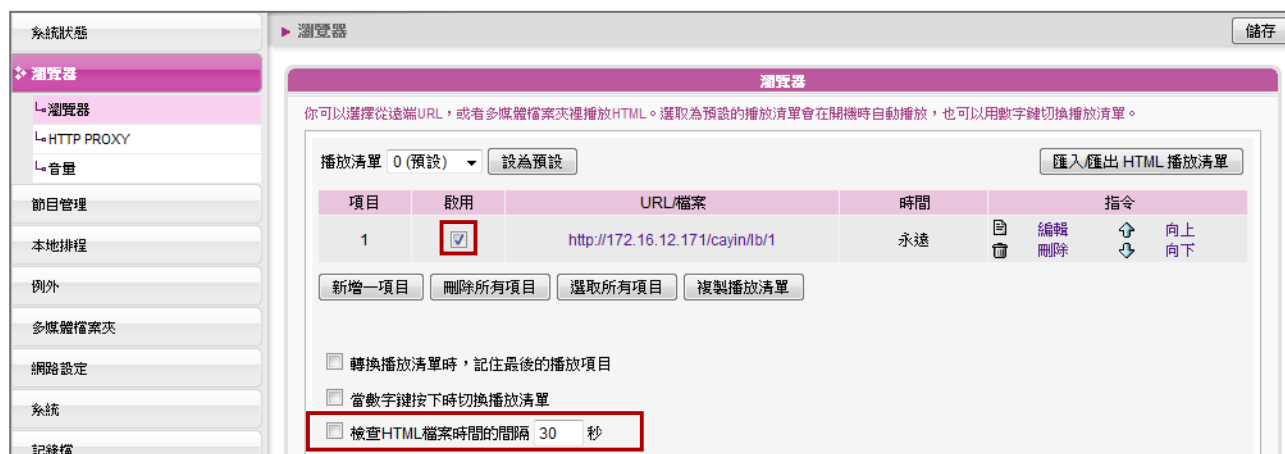 系統狀態
瀏覽器
瀏覽器
HTTP PROXY
音量
節目管理
本地排程
例外
多媒體檔案夾
網路設定
系統
記錄檔
瀏覽器
儲存
瀏覽器
你可以選擇從遠端URL，或者多媒體檔案夾裡播放HTML。選取為預設的播放清單會在開機時自動播放，也可以用數字鍵切換播放清單。
播放清單 0 (預設) 設為預設 匯入/匯出 HTML 播放清單
項目 啟用 URL/檔案 時間 指令
1 http://172.16.12.171/cayin/lb/1 永遠 編輯 向上
刪除 向下
新增一項目 刪除所有項目 選取所有項目 複製播放清單
轉換播放清單時，記住最後的播放項目
當數字鍵按下時切換播放清單
檢查HTML檔案時間的間隔 30 秒